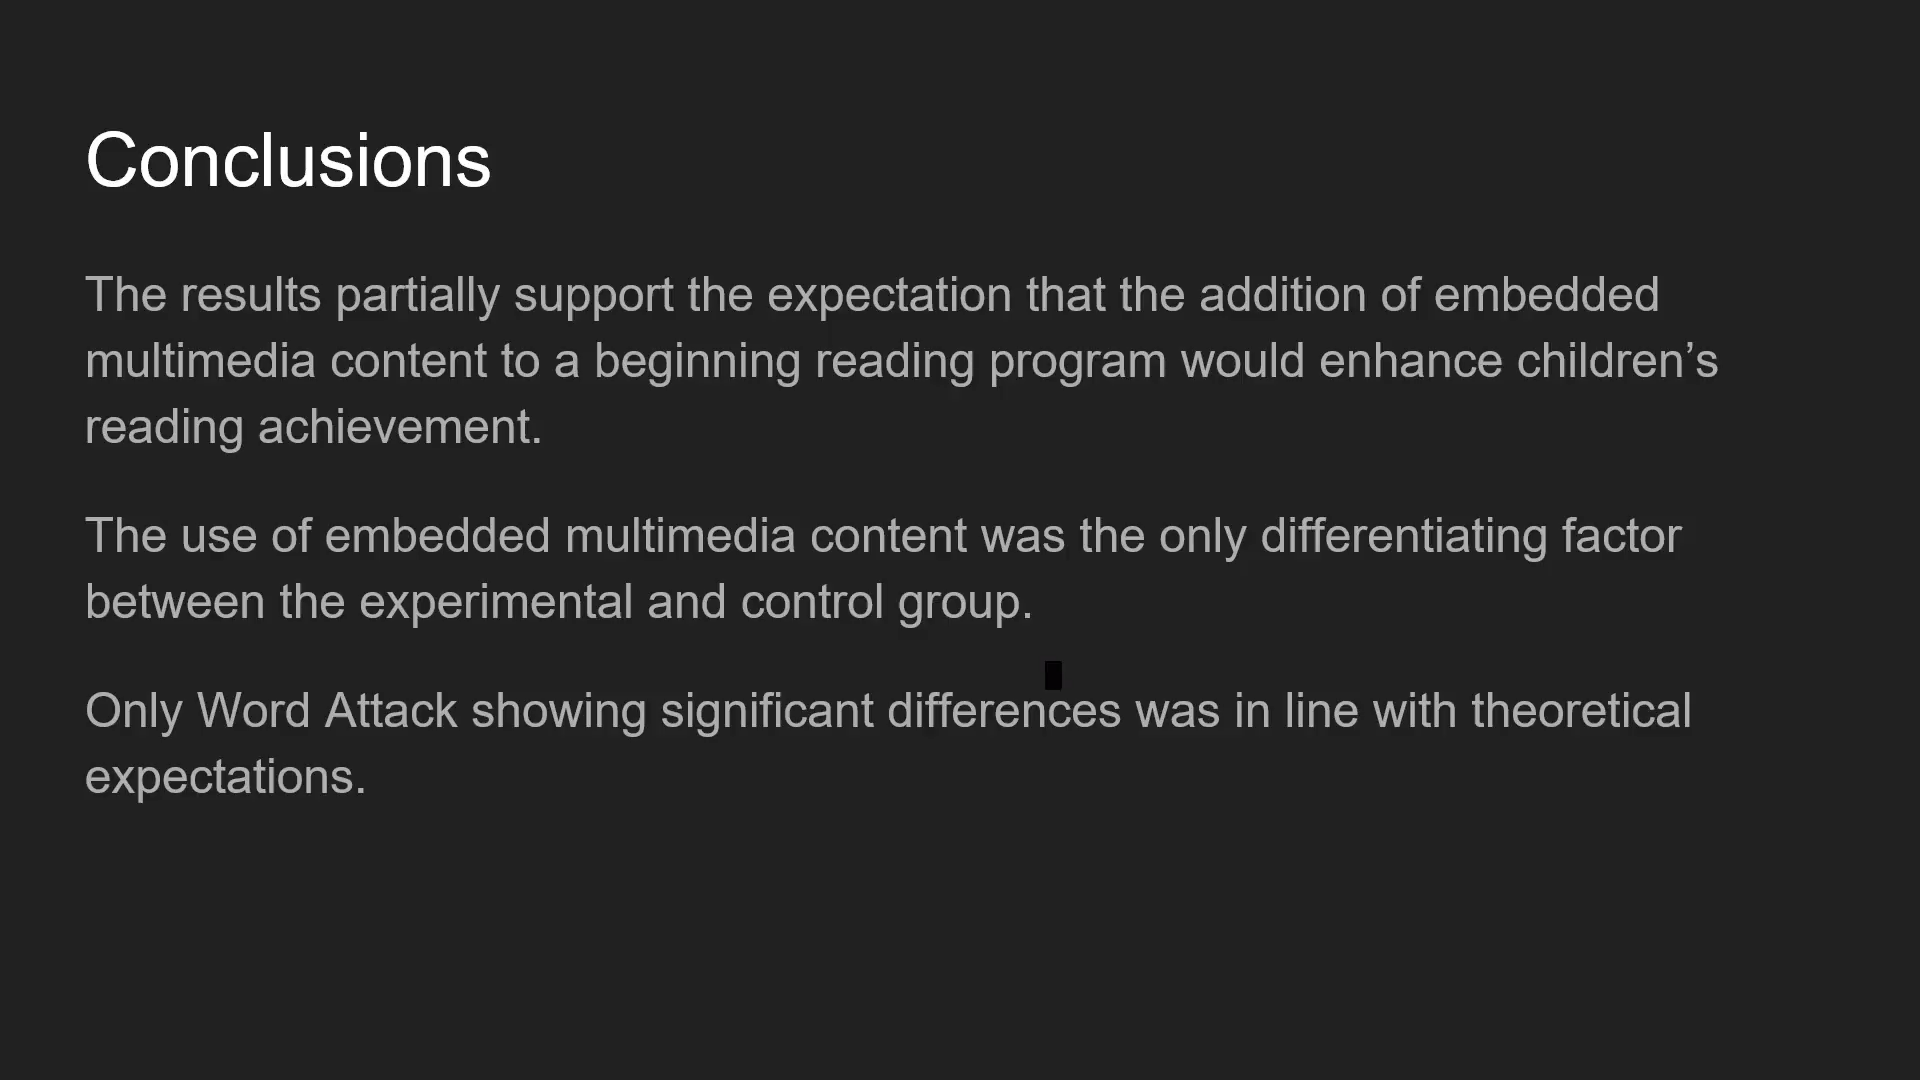 Conclusions
The results partially support the expectation that the addition of embedded
multimedia content to a beginning reading program would enhance children’s
reading achievement.
The use of embedded multimedia content was the only differentiating factor
between the experimental and control group.
Only Word Attack showing significant differences was in line with theoretical
expectations.